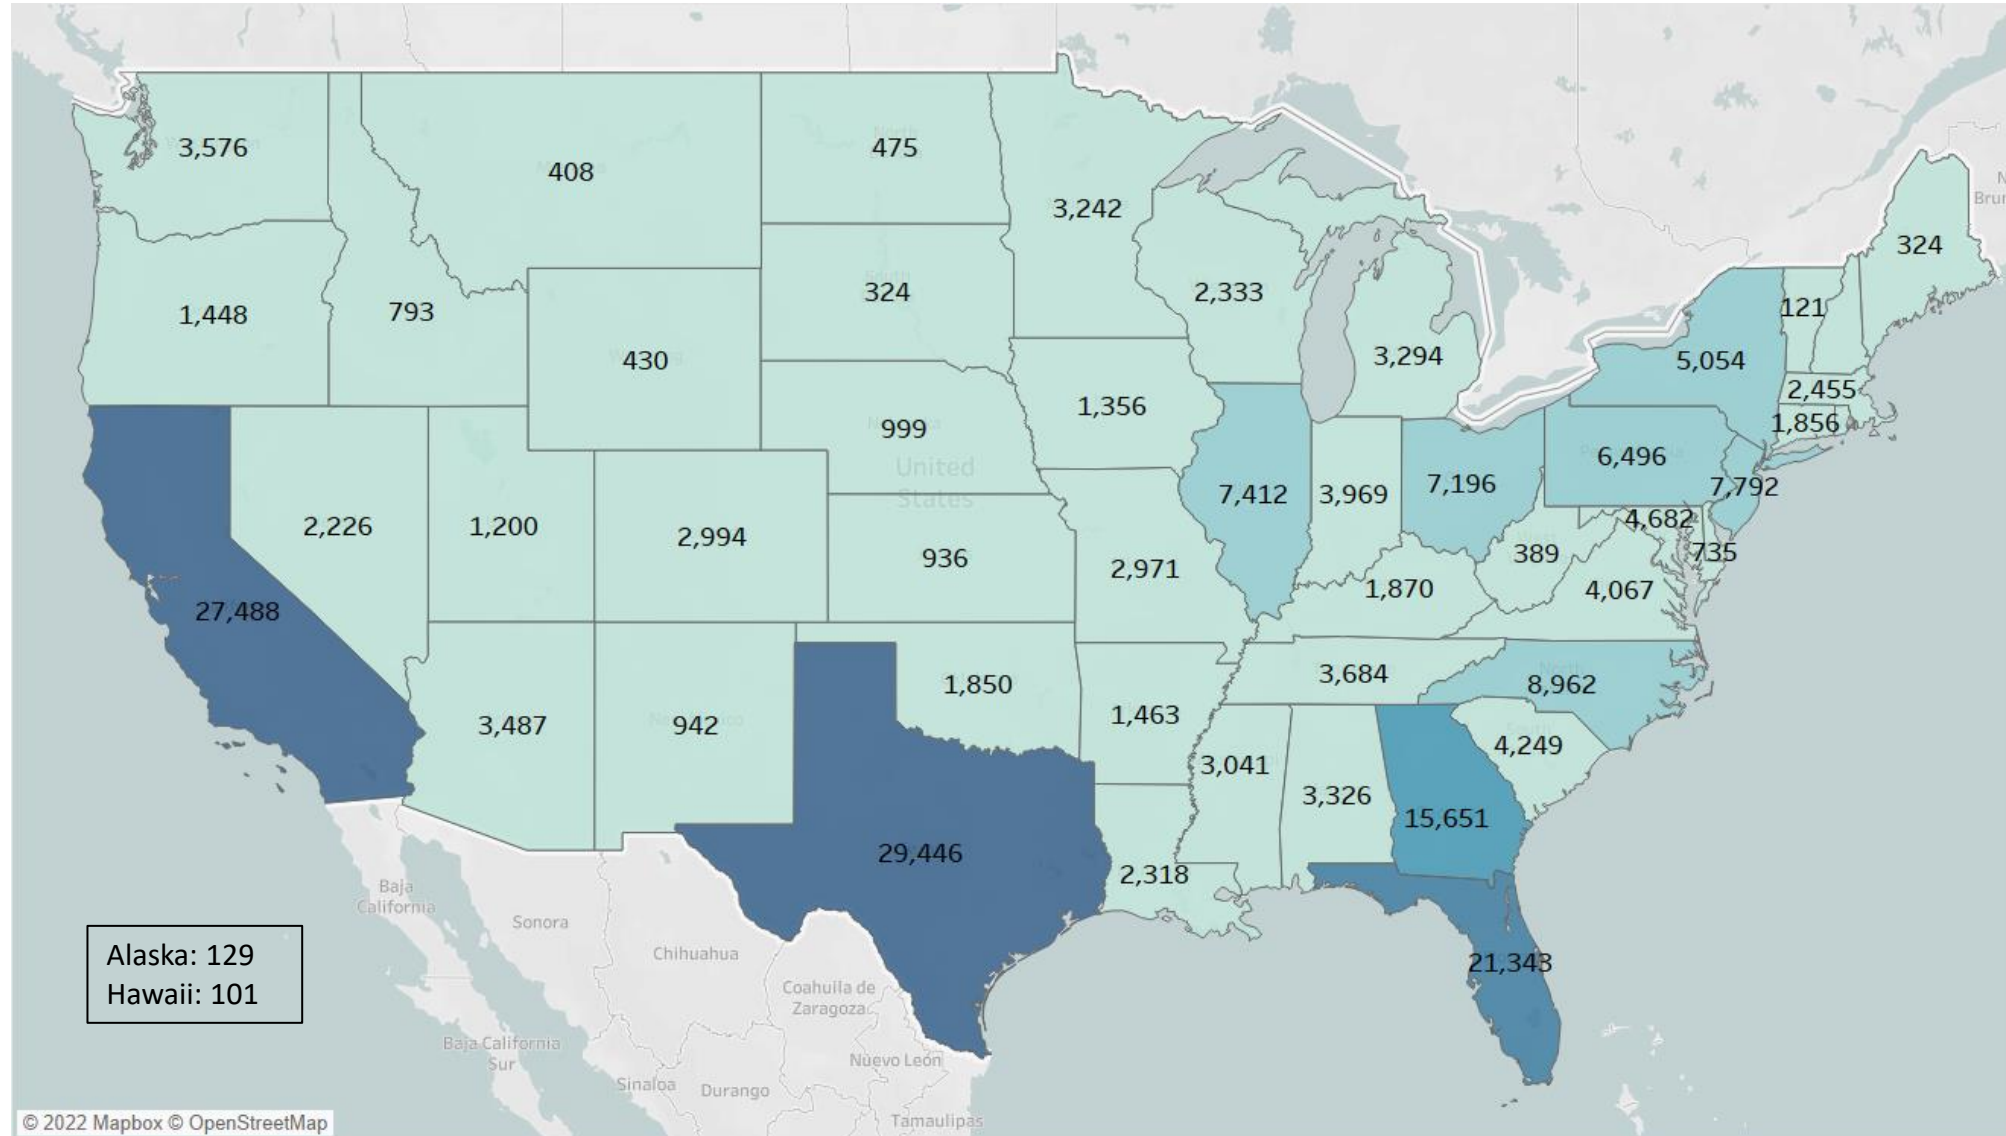 3,576
408
475
3,242
324
1,448
793
430
324
2,333
3,294
121
5,054
2,455
1,856
999
1,356
United
States
7,412
3,969
7,196
6,496
7,792
4,682
735
2,226
1,200
2,994
936
2,971
389
1,870
4,067
27,488
3,487
942
1,850
1,463
3,684
8,962
North
4,249
3,041
3,326
15,651
29,446
2,318
21,343
Baja
California
Sonora
Chihuahua
Coahuila de
Zaragoza
Baja California
Sur
Nuevo León
Sinaloa
Durango
Tamaulipas
Alaska: 129
Hawaii: 101
© 2022 Mapbox © OpenStreetMap